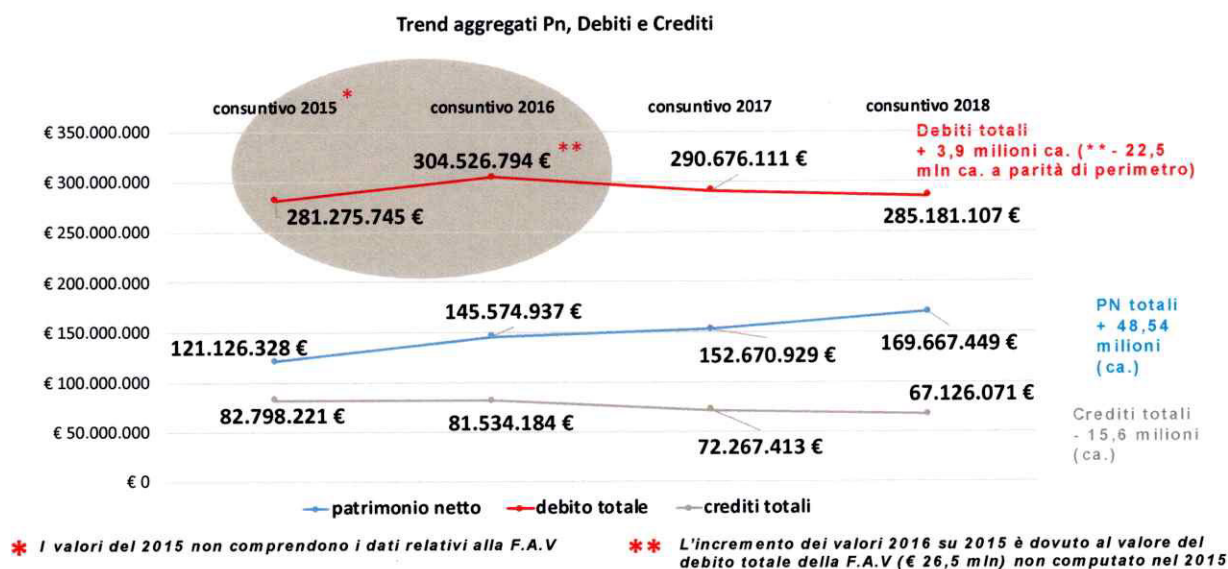 Trend aggregati Pn, Debiti e Crediti
consuntivo 2015 *
consuntivo 2016
consuntivo 2017
consuntivo 2018
€ 350.000.000
€ 300.000.000
€ 250.000.000
€ 200.000.000
€ 150.000.000
€ 100.000.000
€ 50.000.000
€ 0
281.275.745 €
304.526.794 € **
290.676.111 €
285.181.107 €
Debiti totali
+ 3,9 milioni ca. (** - 22,5
mln ca. a parità di perimetro)
121.126.328 €
145.574.937 €
152.670.929 €
169.667.449 €
PN totali
+ 48,54
milioni
(ca.)
82.798.221 €
81.534.184 €
72.267.413 €
67.126.071 €
Crediti totali
- 15,6 milioni
(ca.)
patrimonio netto
debito totale
crediti totali
* I valori del 2015 non comprendono i dati relativi alla F.A.V
** L'incremento dei valori 2016 su 2015 è dovuto al valore del
debito totale della F.A.V (€ 26,5 mln) non computato nel 2015